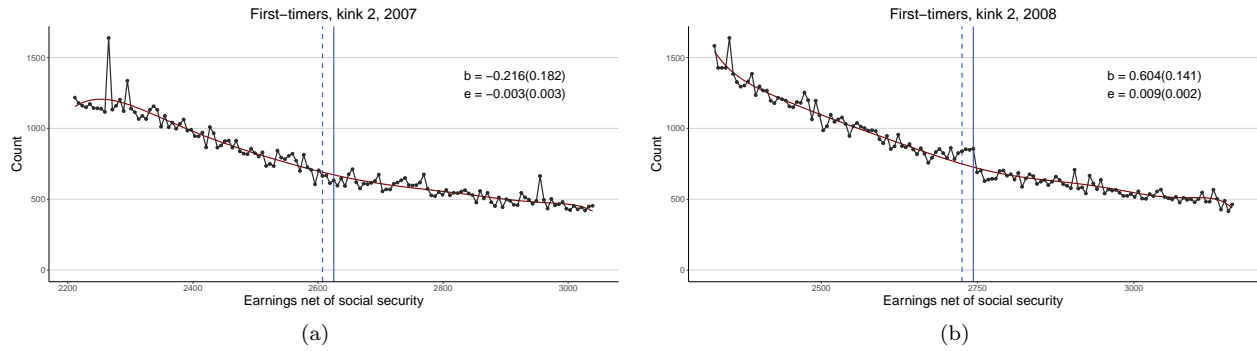 First−timers, kink 2, 2007
b = −0.216(0.182)
e = −0.003(0.003)
Count
1500
1000
500
0
2200
2400
2600
2800
3000
Earnings net of social security
(a)
First−timers, kink 2, 2008
b = 0.604(0.141)
e = 0.009(0.002)
Count
1500
1000
500
0
2500
2750
3000
Earnings net of social security
(b)